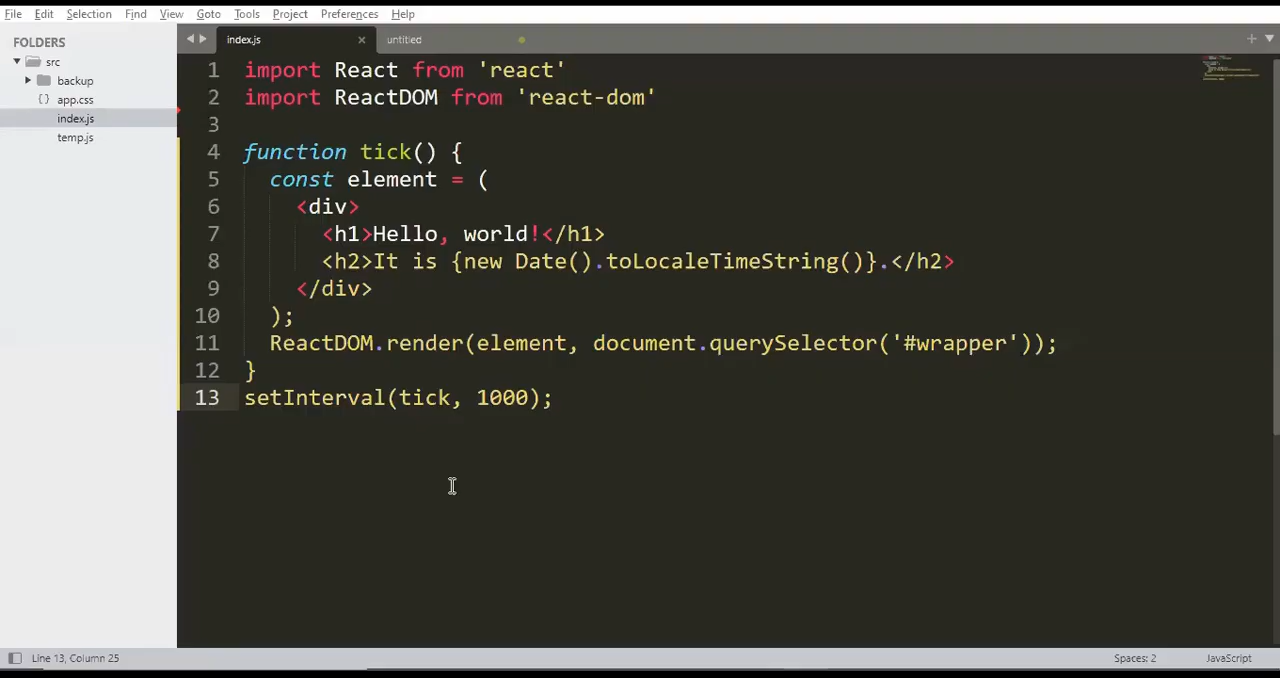 File Edit Selection Find View Goto Tools Project Preferences Help
FOLDERS
src
backup
app.css
index.js
temp.js
index.js untitled
1 import React from 'react'
2 import ReactDOM from 'react-dom'
3
4 function tick() {
5   const element = (
6     <div>
7       <h1>Hello, world!</h1>
8       <h2>It is {new Date().toLocaleTimeString()}.</h2>
9     </div>
10   );
11   ReactDOM.render(element, document.querySelector('#wrapper'));
12 }
13 setInterval(tick, 1000);
Line 13, Column 25 Spaces: 2 JavaScript